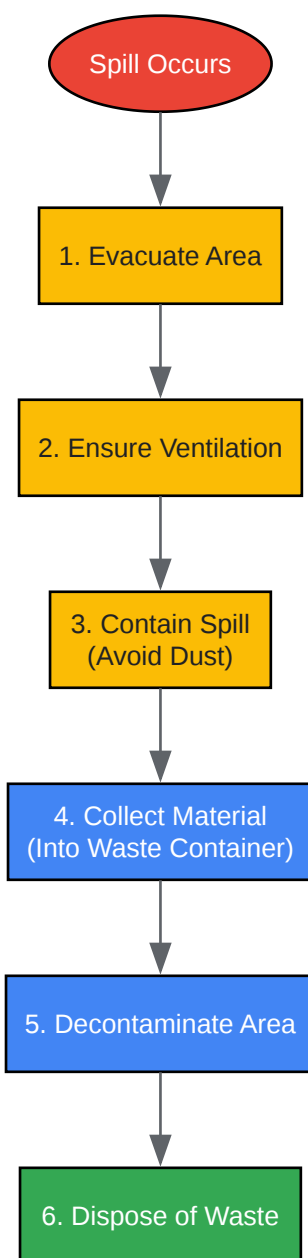 Spill Occurs
1. Evacuate Area
2. Ensure Ventilation
3. Contain Spill
(Avoid Dust)
4. Collect Material
(Into Waste Container)
5. Decontaminate Area
6. Dispose of Waste